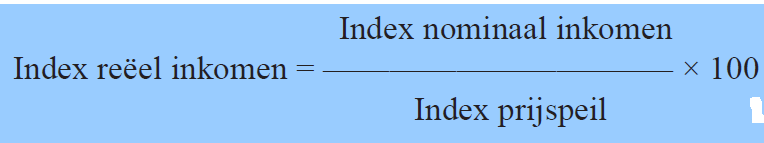 Index nominaal inkomen
Index reëel inkomen = ——————————— × 100
Index prijspeil